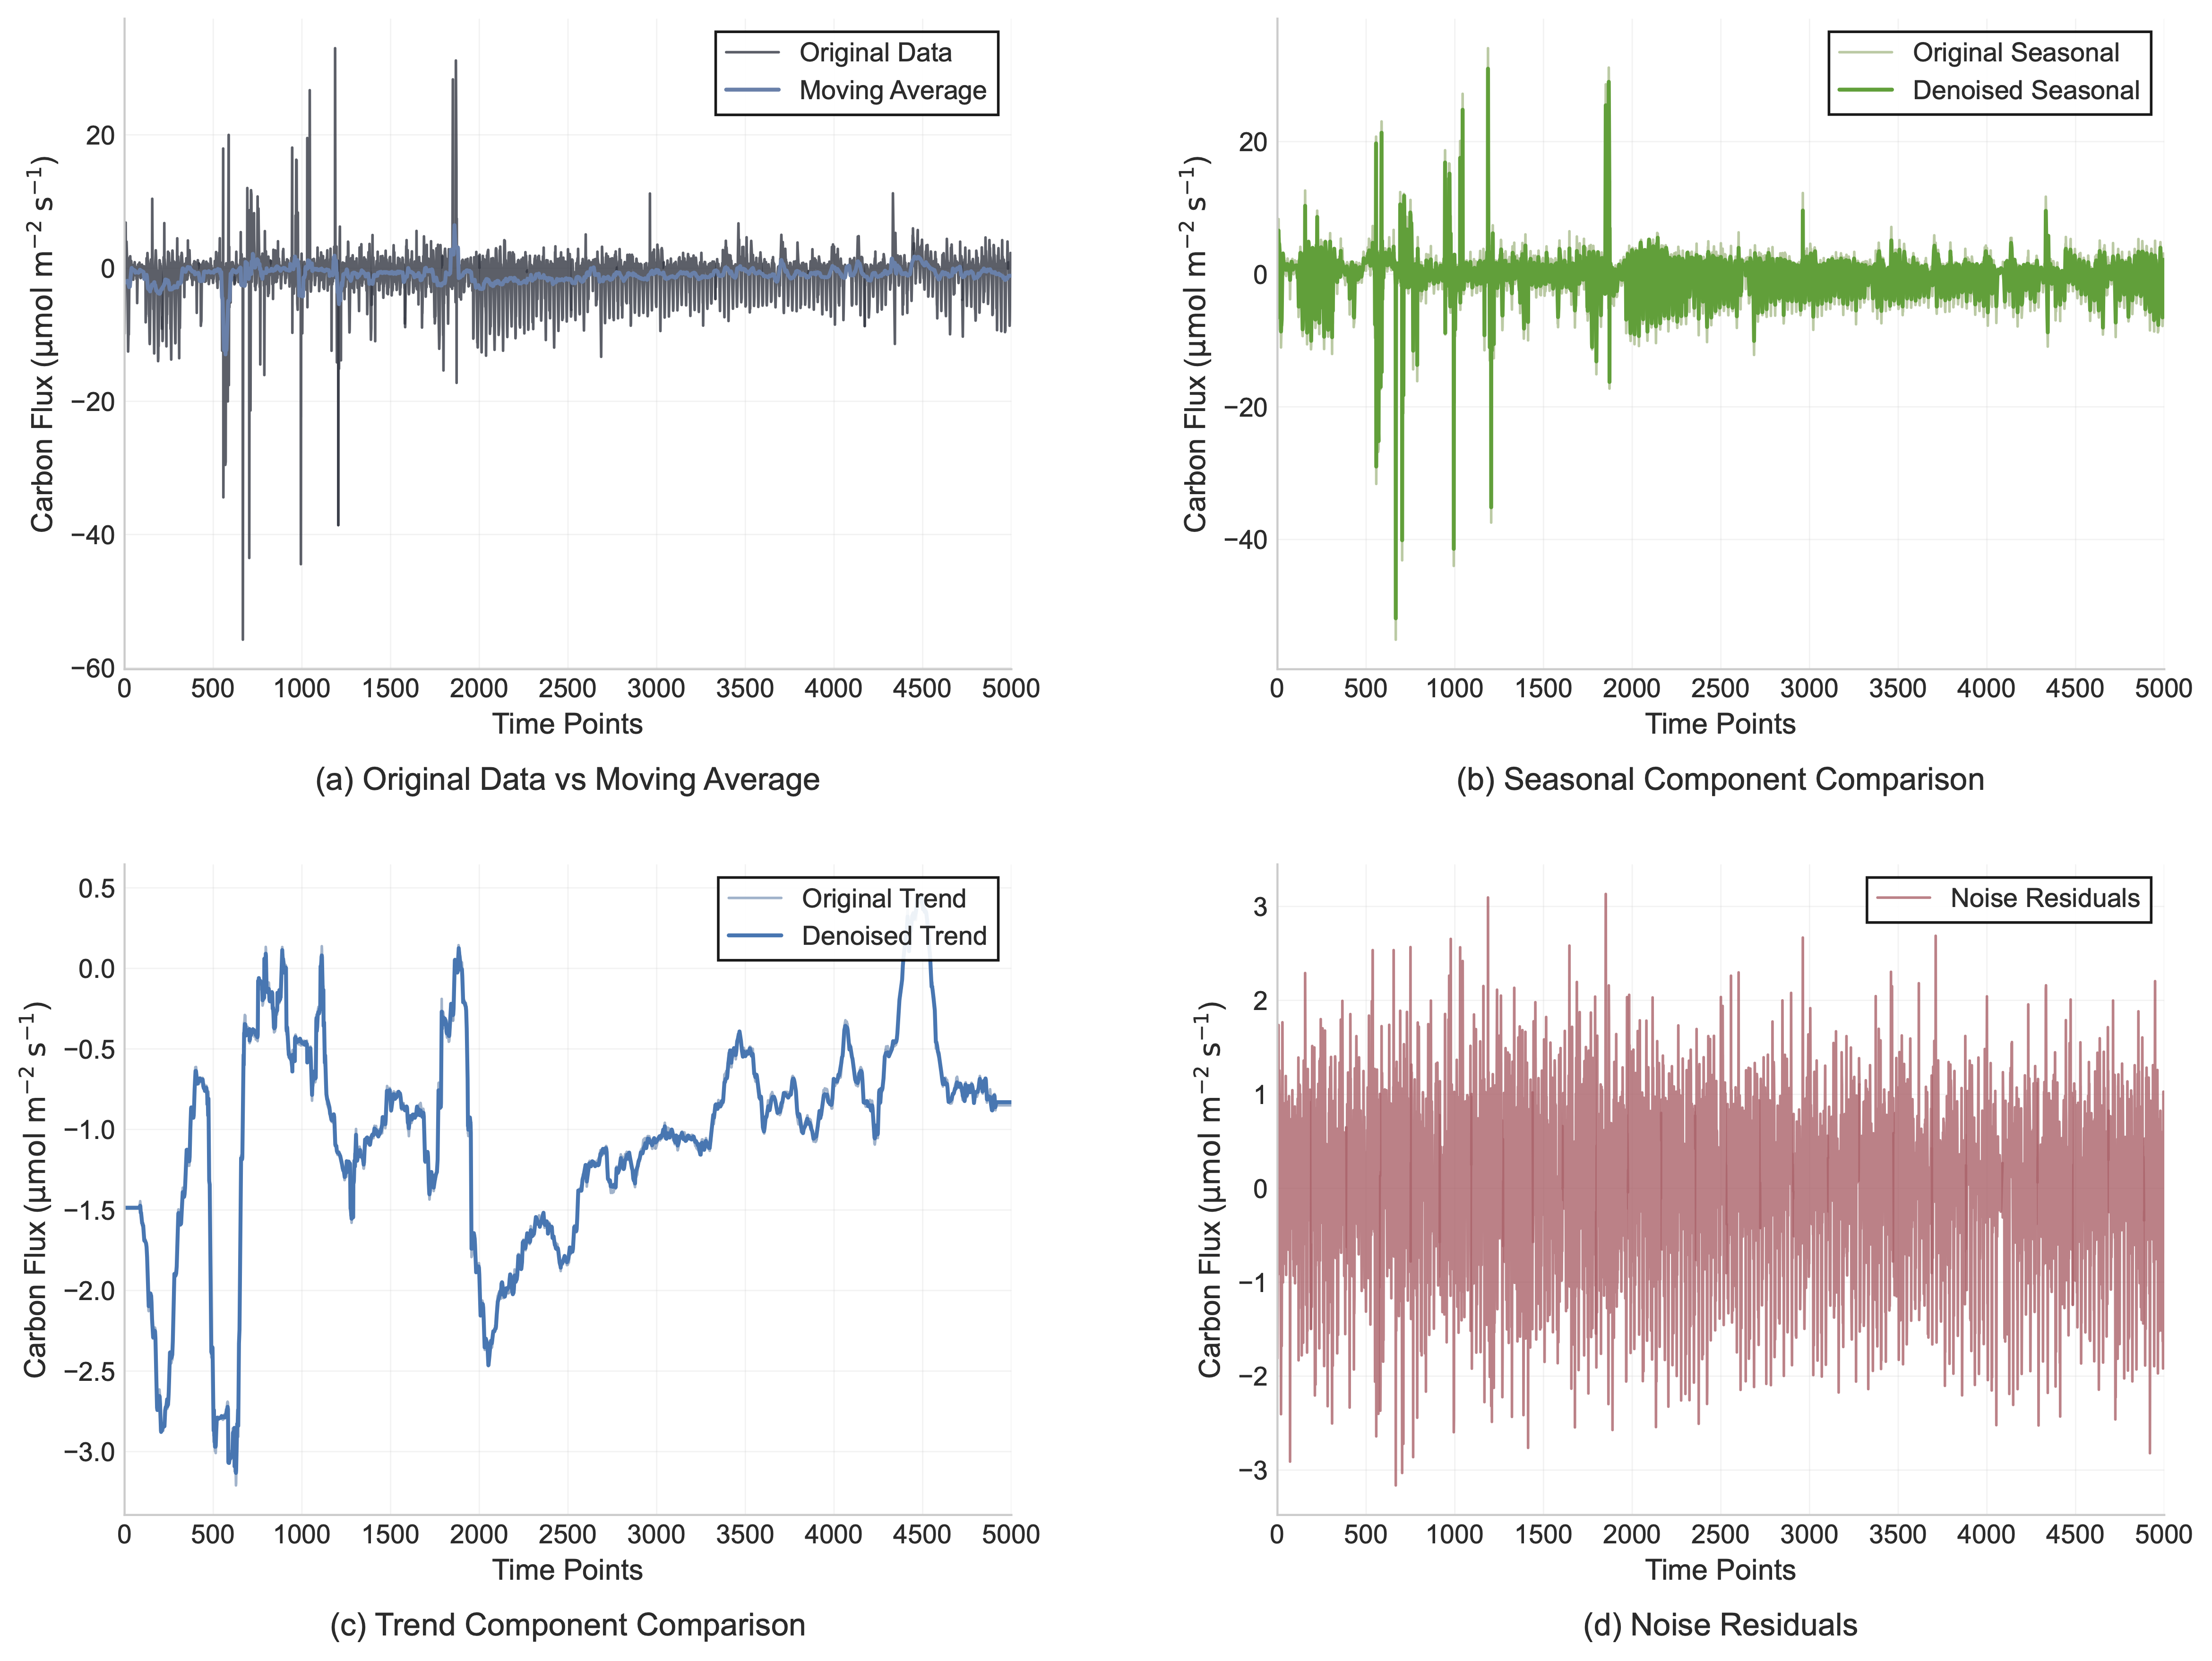 Original Data
Moving Average
20
0
−20
−40
−60
Carbon Flux (μmol m⁻² s⁻¹)
0 500 1000 1500 2000 2500 3000 3500 4000 4500 5000
Time Points
(a) Original Data vs Moving Average
Original Seasonal
Denoised Seasonal
20
0
−20
−40
Carbon Flux (μmol m⁻² s⁻¹)
0 500 1000 1500 2000 2500 3000 3500 4000 4500 5000
Time Points
(b) Seasonal Component Comparison
Original Trend
Denoised Trend
0.5
0.0
−0.5
−1.0
−1.5
−2.0
−2.5
−3.0
Carbon Flux (μmol m⁻² s⁻¹)
0 500 1000 1500 2000 2500 3000 3500 4000 4500 5000
Time Points
(c) Trend Component Comparison
Noise Residuals
3
2
1
0
−1
−2
−3
Carbon Flux (μmol m⁻² s⁻¹)
0 500 1000 1500 2000 2500 3000 3500 4000 4500 5000
Time Points
(d) Noise Residuals